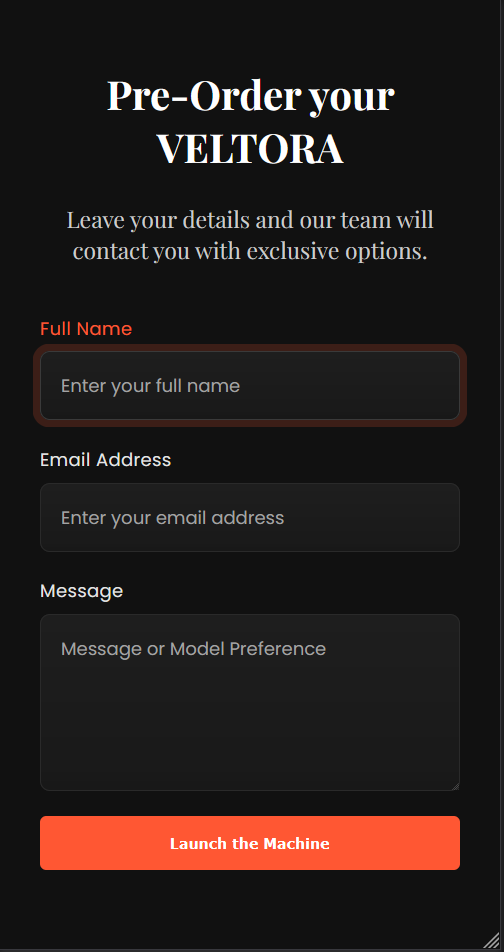 Pre-Order your
VELTORA
Leave your details and our team will
contact you with exclusive options.
Full Name
Enter your full name
Email Address
Enter your email address
Message
Message or Model Preference
Launch the Machine